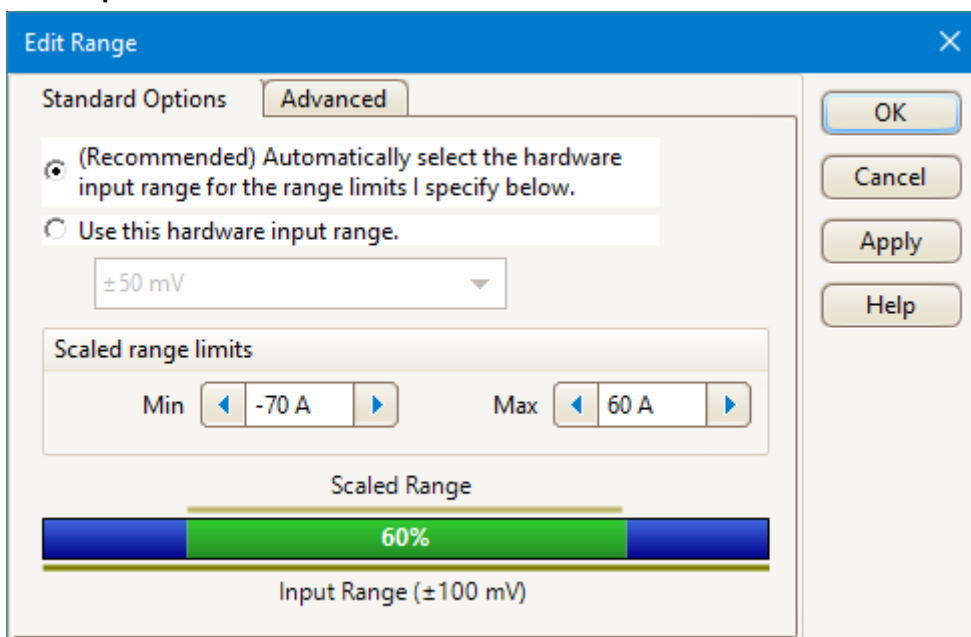 Edit Range
Standard Options
Advanced
OK
(Recommended) Automatically select the hardware
input range for the range limits I specify below.
Cancel
Use this hardware input range.
Apply
±50 mV
Help
Scaled range limits
Min -70 A Max 60 A
Scaled Range
60%
Input Range (±100 mV)